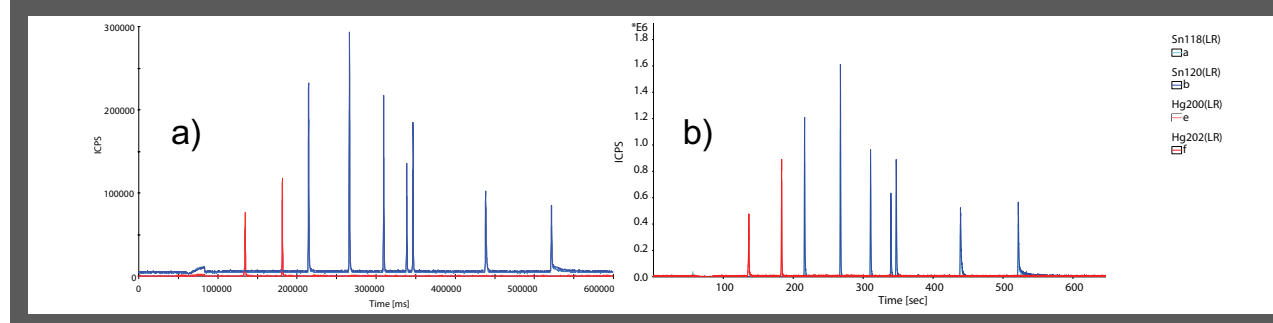 300000
200000
100000
0
ICPS
a)
0
100000
200000
300000
400000
500000
600000
Time [ms]
*E6
1.8
1.6
1.4
1.2
1.0
0.8
0.6
0.4
0.2
0.0
ICPS
b)
100
200
300
400
500
600
Time [sec]
Sn118(LR)
a
Sn120(LR)
b
Hg200(LR)
e
Hg202(LR)
f